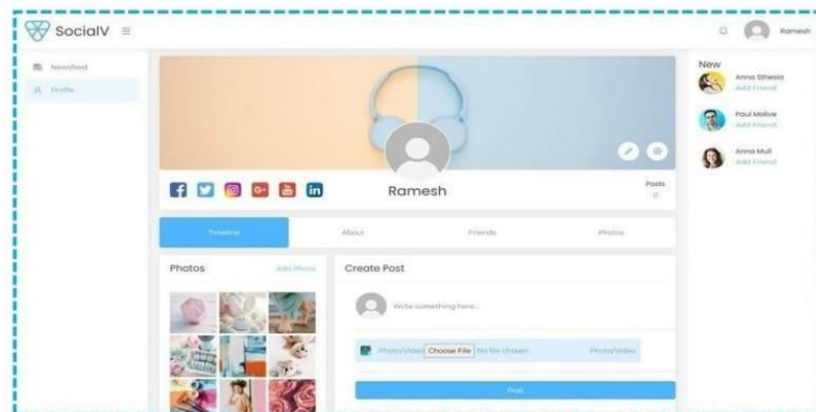 SocialV
Ramesh
Newsfeed
Profile
Ramesh
Posts
0
Timeline
About
Friends
Photos
Photos
Add Photo
Create Post
Write something here...
Photo/Video
Choose File
No file chosen
Photo/Video
Post
New
Anna Sthesia
Add Friend
Paul Molive
Add Friend
Anna Mull
Add Friend